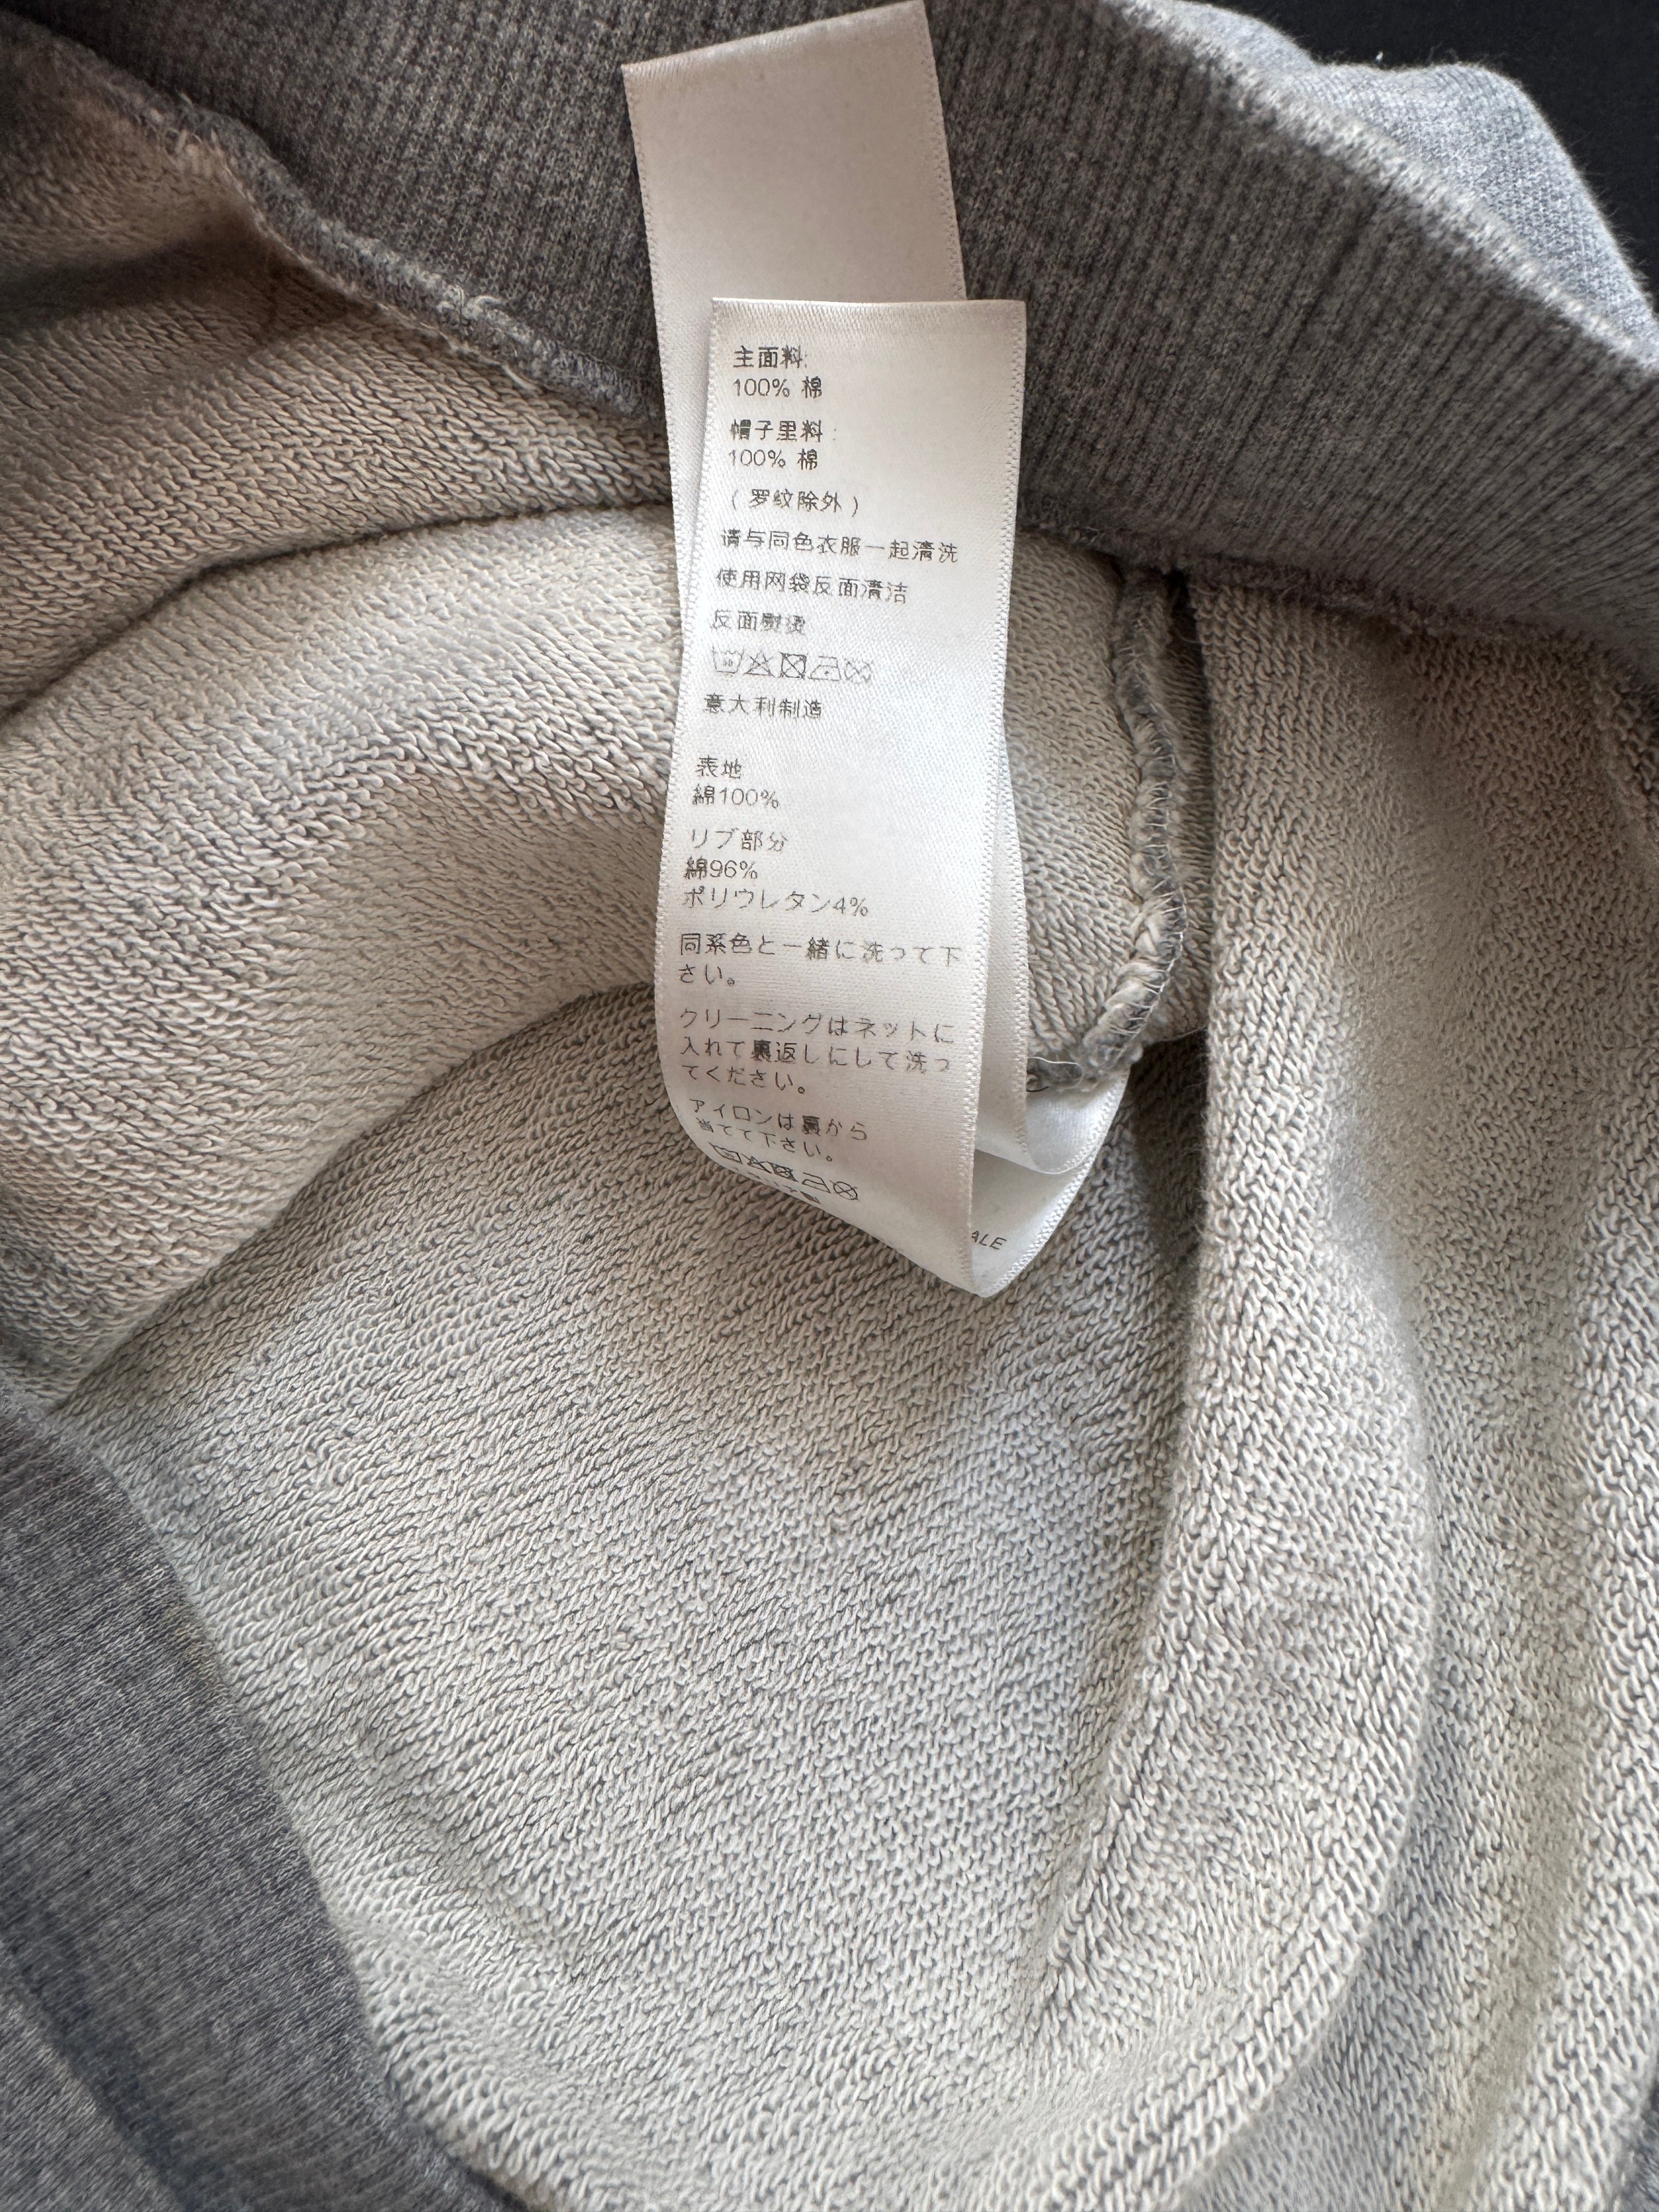 主面料:
100% 棉
帽子里料:
100% 棉
(罗纹除外)
请与同色衣服一起清洗
使用网袋反面清洁
反面熨烫
意大利制造
表地
綿100%
リブ部分
綿96%
ポリウレタン4%
同系色と一緒に洗って下
さい。
クリーニングはネットに
入れて裏返しにして洗っ
てください。
アイロンは裏から
当てて下さい。
ALE